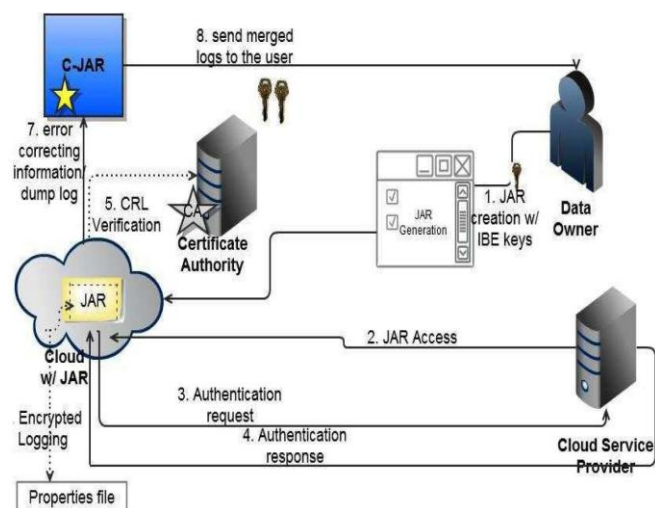 8. send merged
logs to the user
C-JAR
7. error
correcting
information/
dump log
5. CRL
Verification
CA
Certificate
Authority
JAR
Generation
1. JAR
creation w/
IBE keys
Data
Owner
JAR
Cloud
w/ JAR
2. JAR Access
3. Authentication
request
4. Authentication
response
Cloud Service
Provider
Encrypted
Logging
Properties file